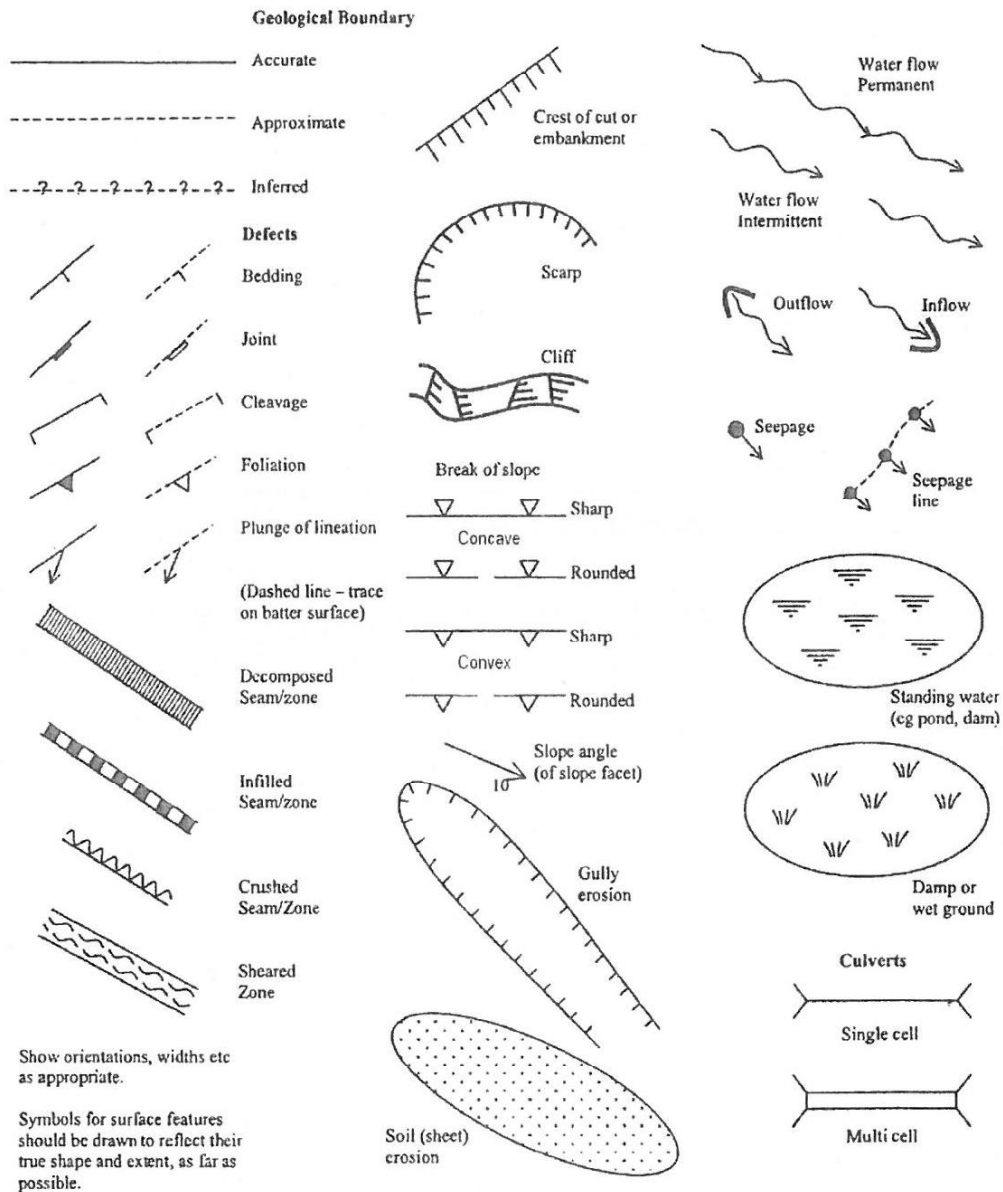 Geological Boundary
Accurate
Approximate
? ? ? ? ? ?
Inferred
Defects
Bedding
Joint
Cleavage
Foliation
Plunge of lineation
(Dashed line – trace
on batter surface)
Decomposed
Seam/zone
Infilled
Seam/zone
Crushed
Seam/Zone
Sheared
Zone
Show orientations, widths etc
as appropriate.
Symbols for surface features
should be drawn to reflect their
true shape and extent, as far as
possible.
Crest of cut or
embankment
Scarp
Cliff
Break of slope
Sharp
Concave
Rounded
Sharp
Convex
Rounded
Slope angle
(of slope facet)
10
Gully
erosion
Soil (sheet)
erosion
Water flow
Permanent
Water flow
Intermittent
Outflow
Inflow
Seepage
Seepage
line
Standing water
(eg pond, dam)
Damp or
wet ground
Culverts
Single cell
Multi cell